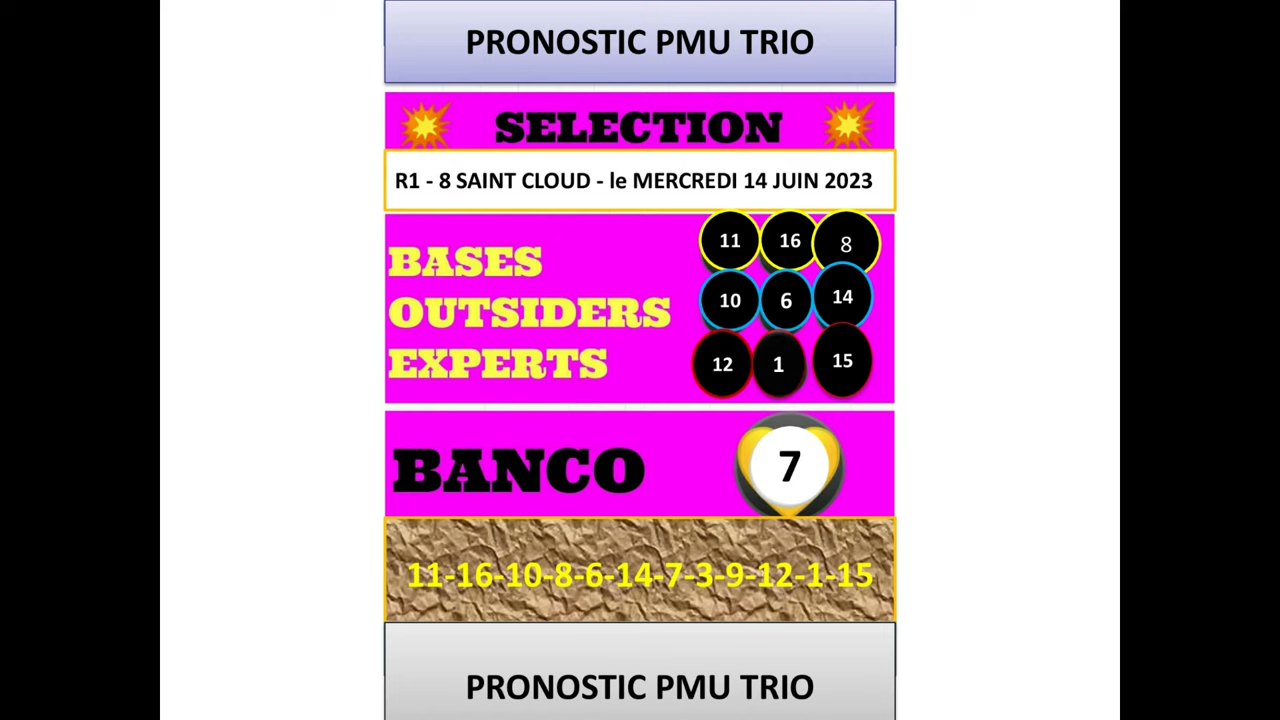 PRONOSTIC PMU TRIO
SELECTION
R1 - 8 SAINT CLOUD - le MERCREDI 14 JUIN 2023
BASES 11 16 8
OUTSIDERS 10 6 14
EXPERTS 12 1 15
BANCO 7
11-16-10-8-6-14-7-3-9-12-1-15
PRONOSTIC PMU TRIO